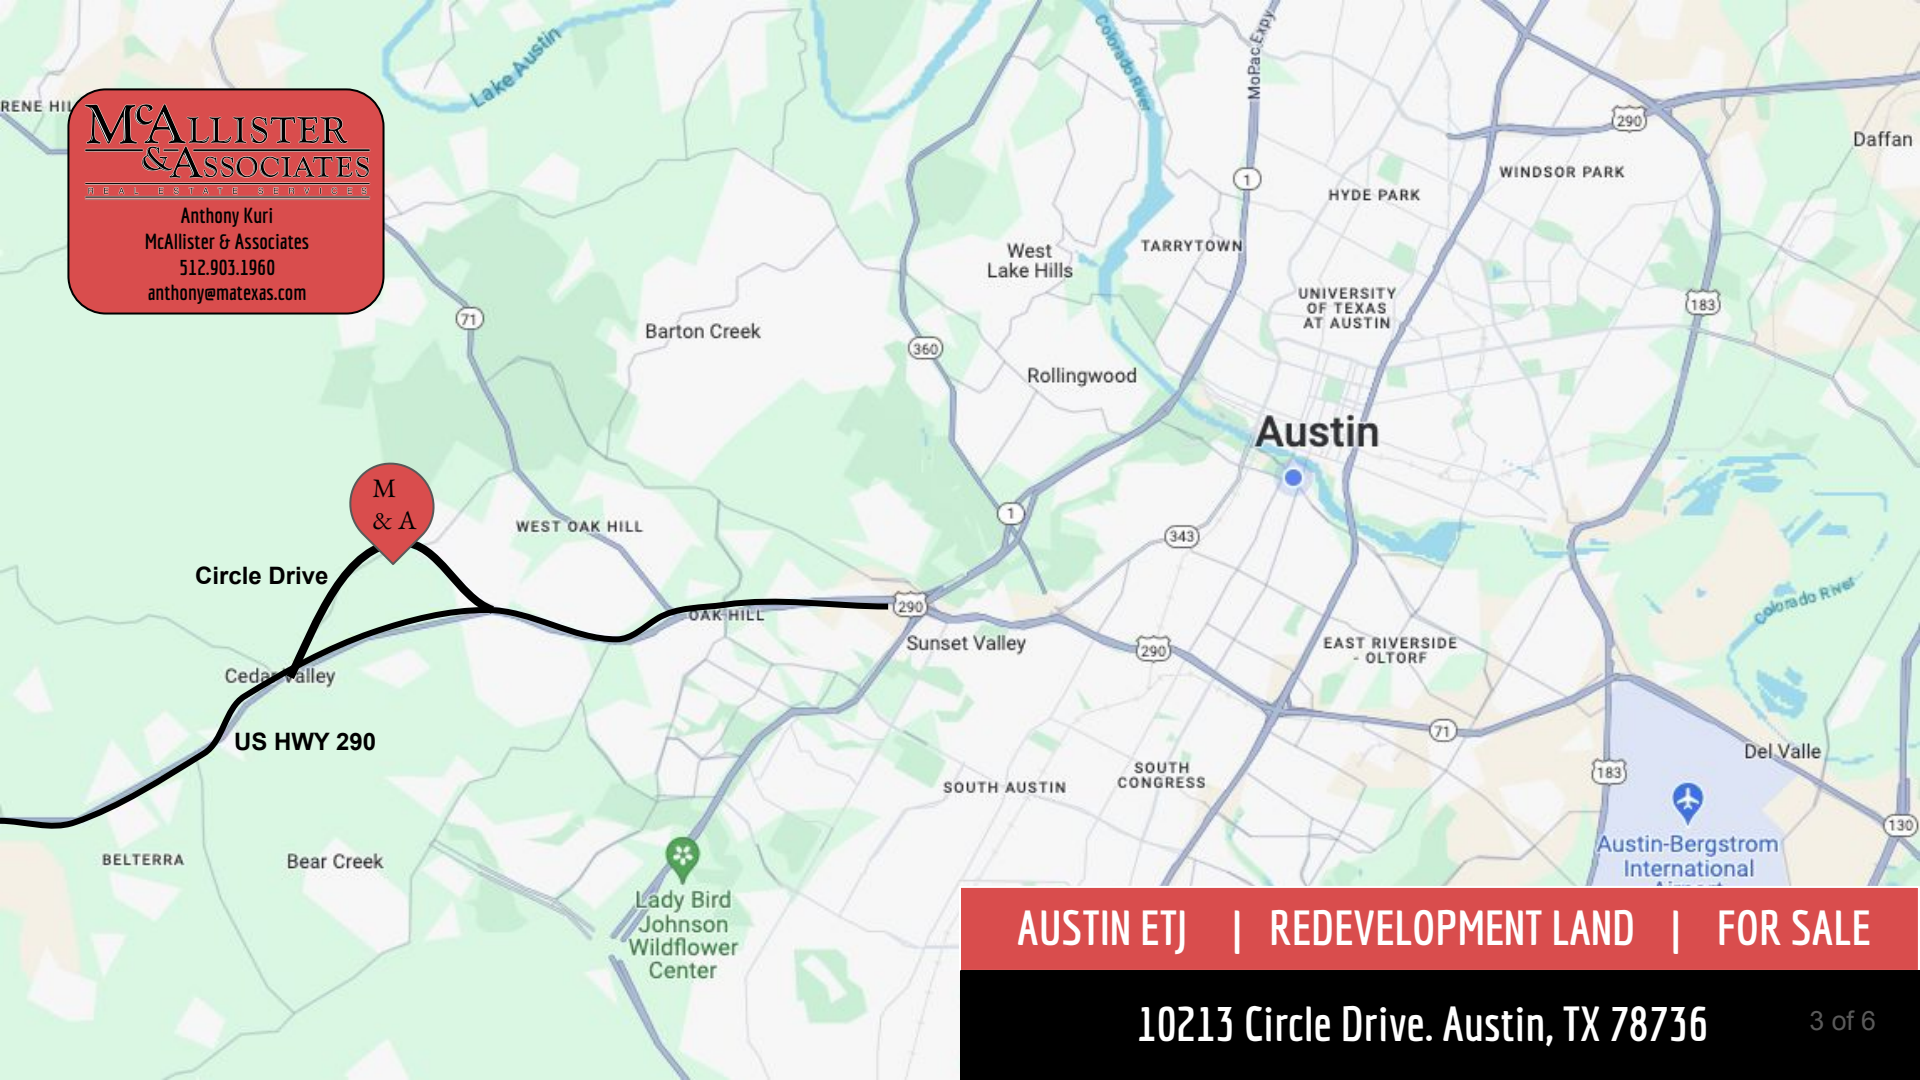 Lake Austin
Colorado River
MoPac Expy
RENE HIL
McALLISTER
&ASSOCIATES
REAL ESTATE SERVICES
Anthony Kuri
McAllister & Associates
512.903.1960
anthony@matexas.com
290
Daffan
WINDSOR PARK
1
HYDE PARK
TARRYTOWN
West
Lake Hills
UNIVERSITY
OF TEXAS
AT AUSTIN
183
71
Barton Creek
360
Rollingwood
Austin
M
& A
WEST OAK HILL
1
343
Circle Drive
290
OAK HILL
Colorado River
Sunset Valley
290
EAST RIVERSIDE
- OLTORF
Cedar Valley
US HWY 290
71
Del Valle
183
SOUTH
CONGRESS
SOUTH AUSTIN
130
BELTERRA
Bear Creek
Austin-Bergstrom
International
Airport
Lady Bird
Johnson
Wildflower
Center
AUSTIN ETJ | REDEVELOPMENT LAND | FOR SALE
10213 Circle Drive. Austin, TX 78736
3 of 6